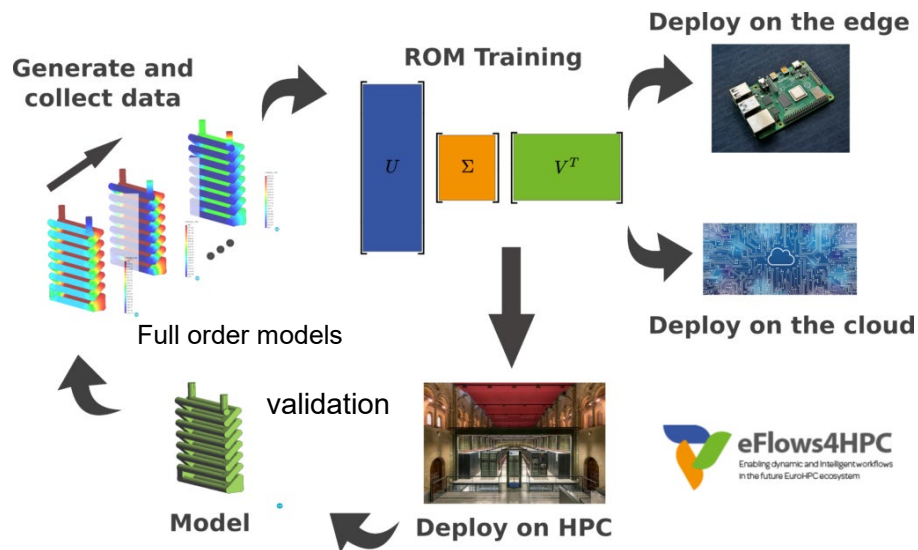 Generate and
collect data
ROM Training
Deploy on the edge
U
Σ
V^T
Deploy on the cloud
Full order models
validation
Model
Deploy on HPC
eFlows4HPC
Enabling dynamic and Intelligent workflows
in the future EuroHPC ecosystem